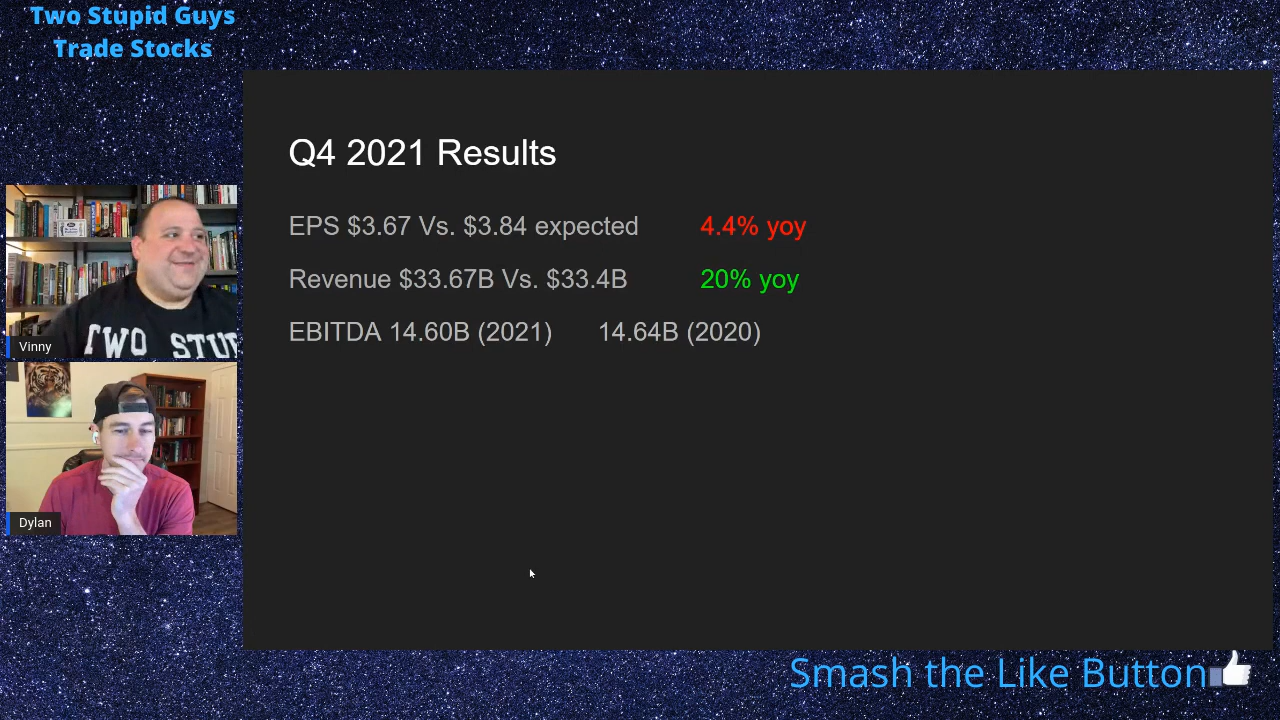 Two Stupid Guys
Trade Stocks
Q4 2021 Results
EPS $3.67 Vs. $3.84 expected 4.4% yoy
Revenue $33.67B Vs. $33.4B 20% yoy
EBITDA 14.60B (2021) 14.64B (2020)
TWO STU
Vinny
Dylan
Smash the Like Button